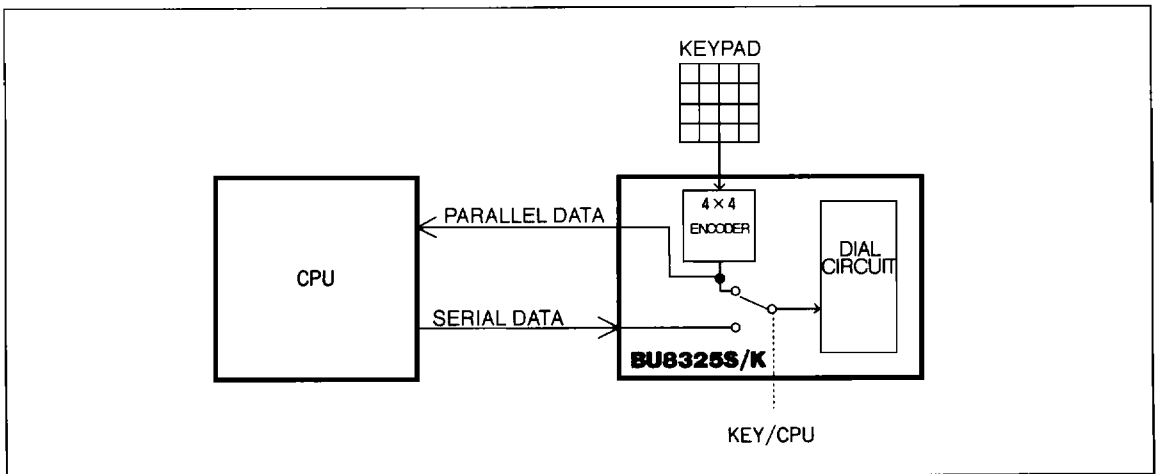 KEYPAD
4×4
ENCODER
PARALLEL DATA
DIAL
CIRCUIT
CPU
SERIAL DATA
BU8325S/K
KEY/CPU